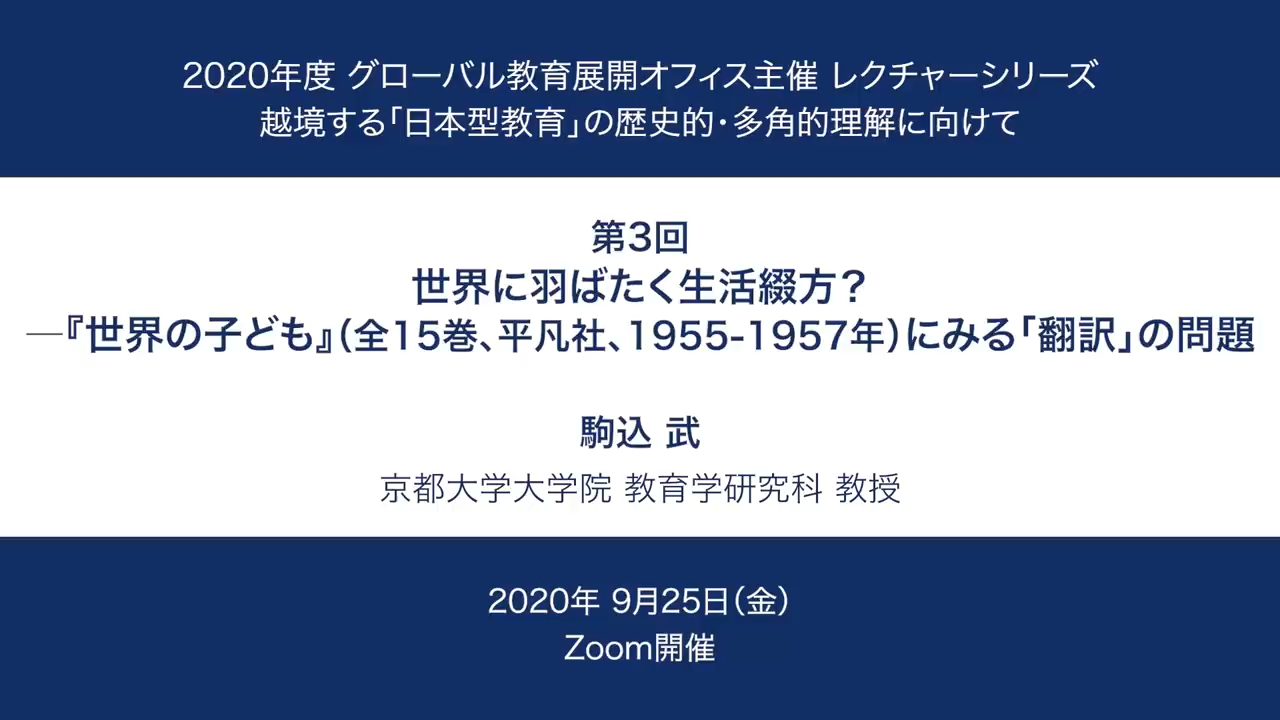 2020年度 グローバル教育展開オフィス主催 レクチャーシリーズ
越境する「日本型教育」の歴史的・多角的理解に向けて
第3回
世界に羽ばたく生活綴方？
―『世界の子ども』（全15巻、平凡社、1955-1957年）にみる「翻訳」の問題
駒込 武
京都大学大学院 教育学研究科 教授
2020年 9月25日（金）
Zoom開催